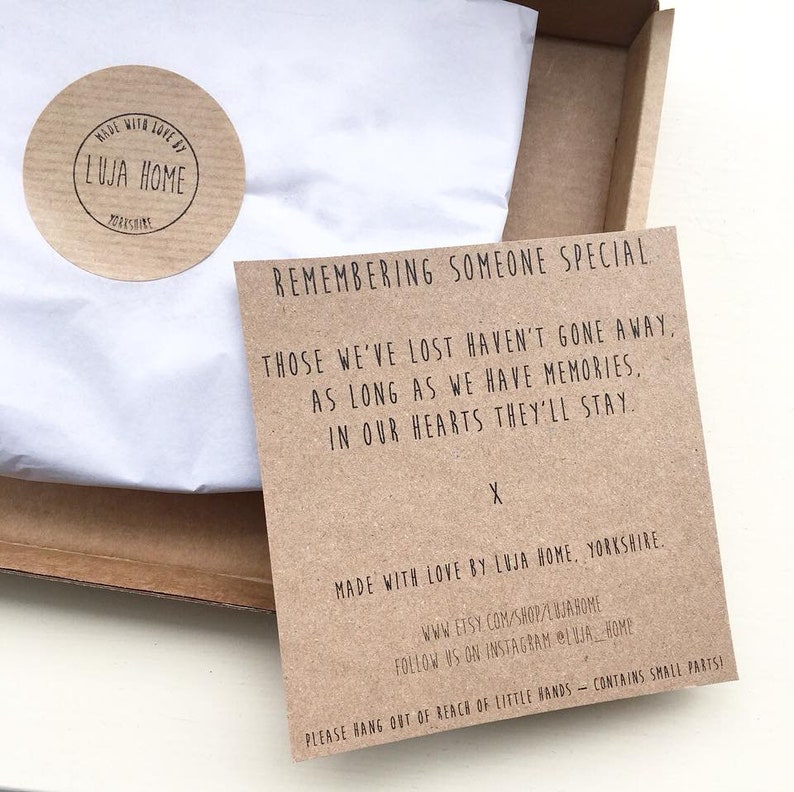 MADE WITH LOVE BY
LUJA HOME
YORKSHIRE
REMEMBERING SOMEONE SPECIAL.
THOSE WE'VE LOST HAVEN'T GONE AWAY,
AS LONG AS WE HAVE MEMORIES,
IN OUR HEARTS THEY'LL STAY.
X
MADE WITH LOVE BY LUJA HOME, YORKSHIRE.
WWW.ETSY.COM/SHOP/LUJAHOME
FOLLOW US ON INSTAGRAM @LUJA__HOME
PLEASE HANG OUT OF REACH OF LITTLE HANDS – CONTAINS SMALL PARTS!